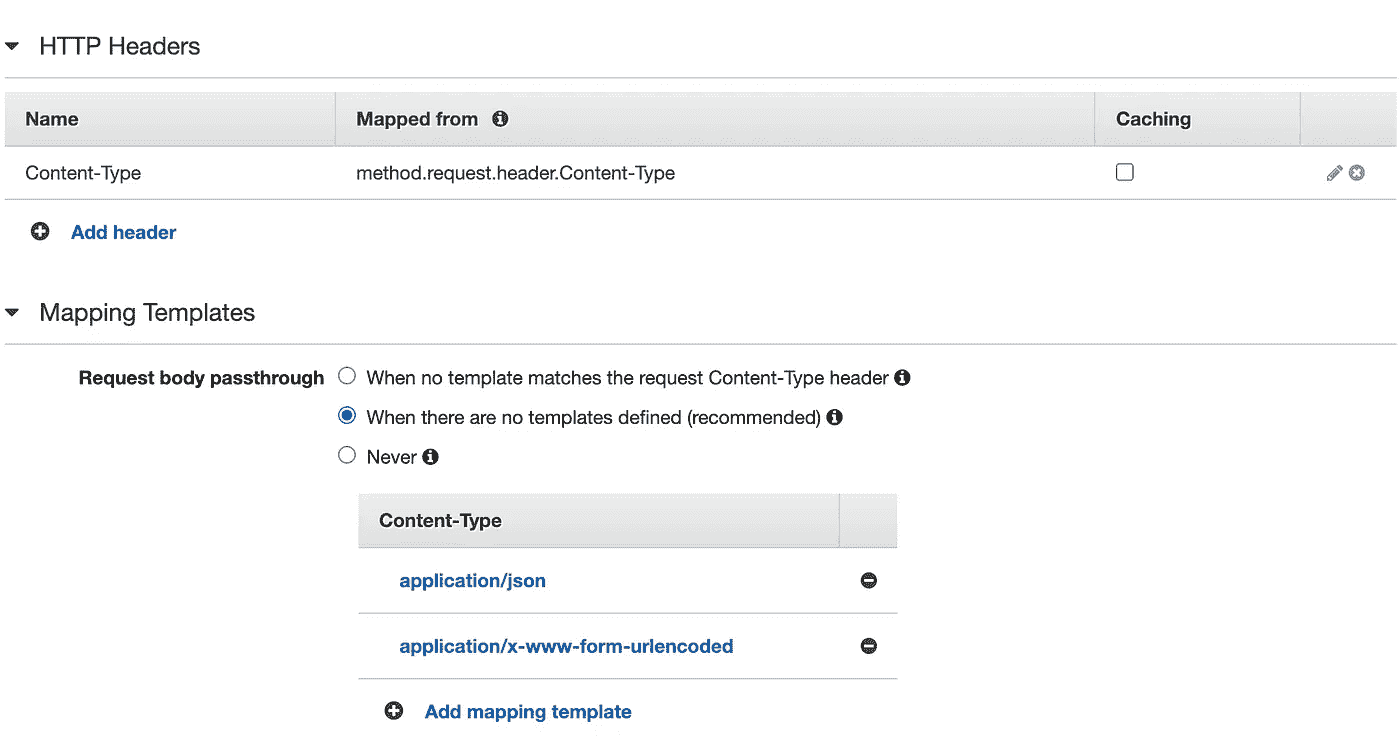 HTTP Headers
Name Mapped from Caching
Content-Type method.request.header.Content-Type
Add header
Mapping Templates
Request body passthrough When no template matches the request Content-Type header
When there are no templates defined (recommended)
Never
Content-Type
application/json
application/x-www-form-urlencoded
Add mapping template